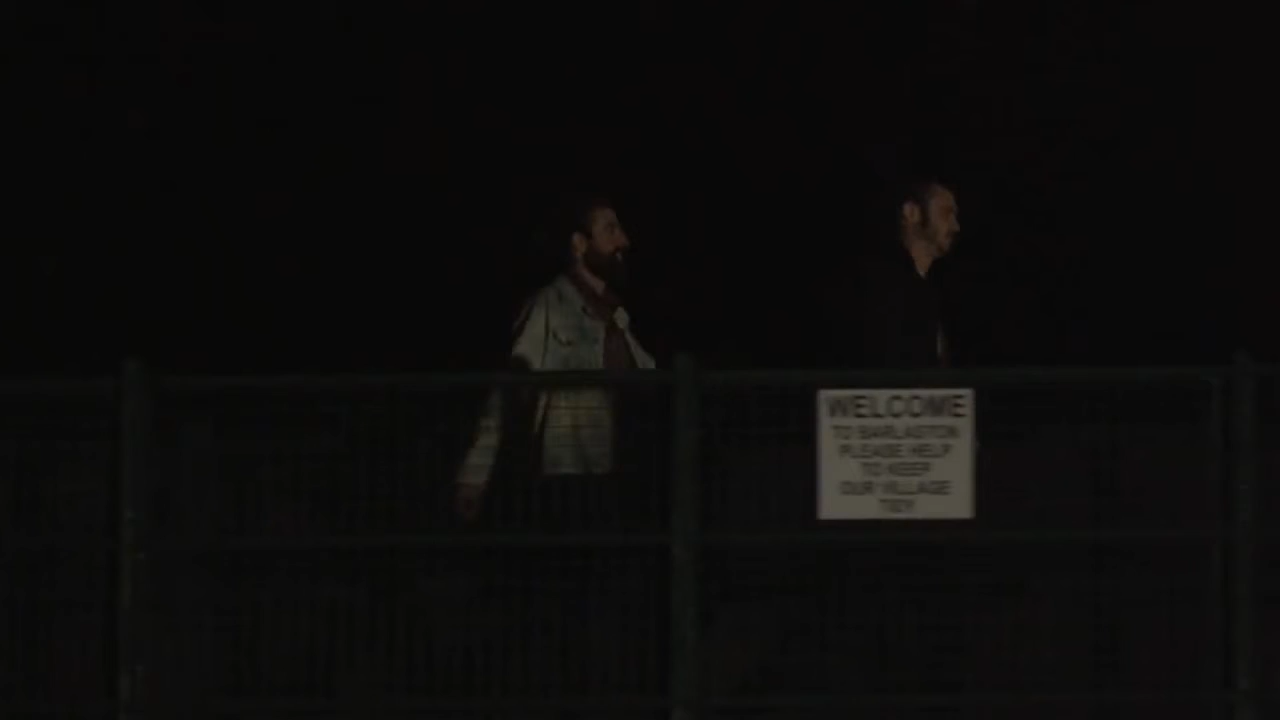 WELCOME
TO BARLASTON
PLEASE HELP
TO KEEP
OUR VILLAGE
TIDY